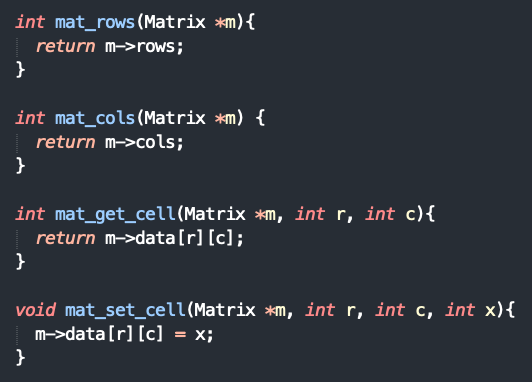 int mat_rows(Matrix *m){
  return m->rows;
}

int mat_cols(Matrix *m) {
  return m->cols;
}

int mat_get_cell(Matrix *m, int r, int c){
  return m->data[r][c];
}

void mat_set_cell(Matrix *m, int r, int c, int x){
  m->data[r][c] = x;
}